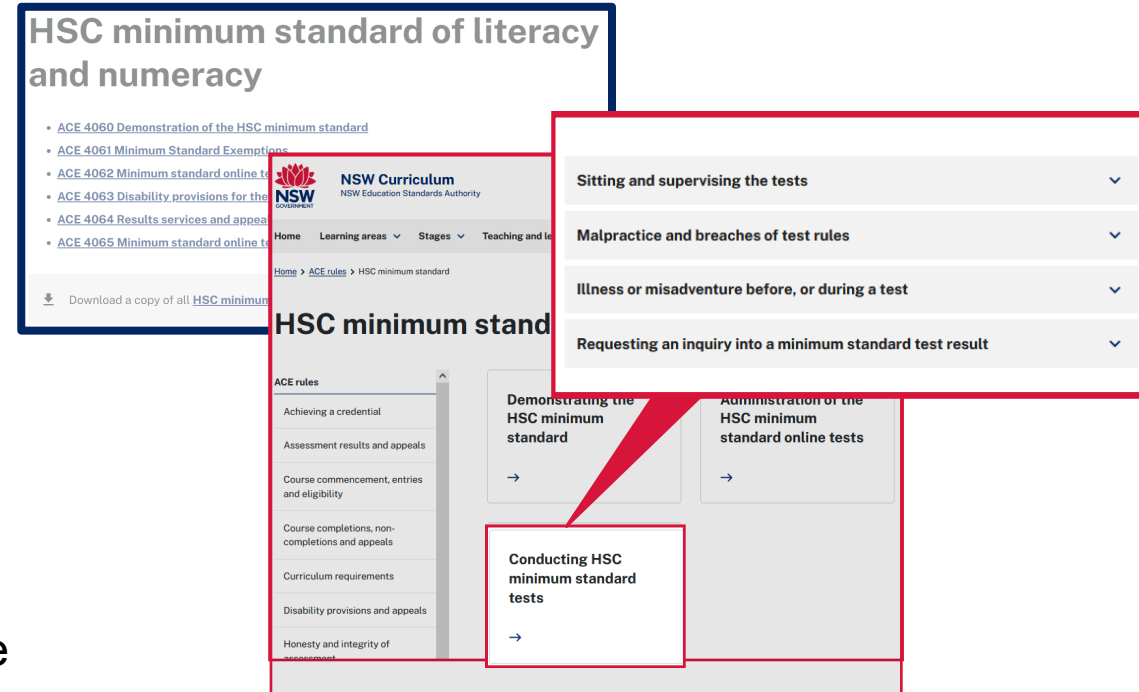 HSC minimum standard of literacy
and numeracy
ACE 4060 Demonstration of the HSC minimum standard
ACE 4061 Minimum Standard Exemptions
ACE 4062 Minimum standard online te
ACE 4063 Disability provisions for the
ACE 4064 Results services and appea
ACE 4065 Minimum standard online te
Download a copy of all HSC minimum
NSW
GOVERNMENT
NSW Curriculum
NSW Education Standards Authority
Home Learning areas Stages Teaching and le
Home > ACE rules > HSC minimum standard
HSC minimum stand
ACE rules
Achieving a credential
Assessment results and appeals
Course commencement, entries
and eligibility
Course completions, non-
completions and appeals
Curriculum requirements
Disability provisions and appeals
Honesty and integrity of
assessment
Demonstrating the
HSC minimum
standard
Administration of the
HSC minimum
standard online tests
Conducting HSC
minimum standard
tests
Sitting and supervising the tests
Malpractice and breaches of test rules
Illness or misadventure before, or during a test
Requesting an inquiry into a minimum standard test result
e